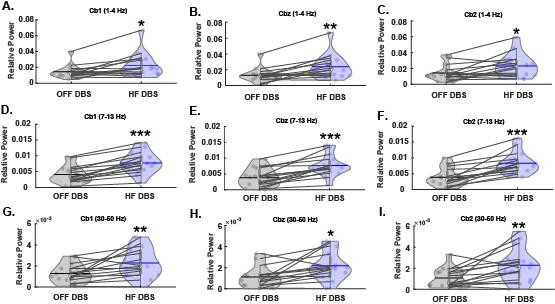 A.
Cb1 (1-4 Hz)
*
Relative Power
0.08
0.06
0.04
0.02
0
OFF DBS
HF DBS
B.
Cbz (1-4 Hz)
**
Relative Power
0.08
0.06
0.04
0.02
0
OFF DBS
HF DBS
C.
Cb2 (1-4 Hz)
*
Relative Power
0.08
0.06
0.04
0.02
0
OFF DBS
HF DBS
D.
Cb1 (7-13 Hz)
***
Relative Power
0.02
0.015
0.01
0.005
0
OFF DBS
HF DBS
E.
Cbz (7-13 Hz)
***
Relative Power
0.02
0.015
0.01
0.005
0
OFF DBS
HF DBS
F.
Cb2 (7-13 Hz)
***
Relative Power
0.02
0.015
0.01
0.005
0
OFF DBS
HF DBS
G.
×10⁻³
Cb1 (30-50 Hz)
**
Relative Power
6
4
2
0
OFF DBS
HF DBS
H.
×10⁻³
Cbz (30-50 Hz)
*
Relative Power
6
4
2
0
OFF DBS
HF DBS
I.
×10⁻³
Cb2 (30-50 Hz)
**
Relative Power
6
4
2
0
OFF DBS
HF DBS